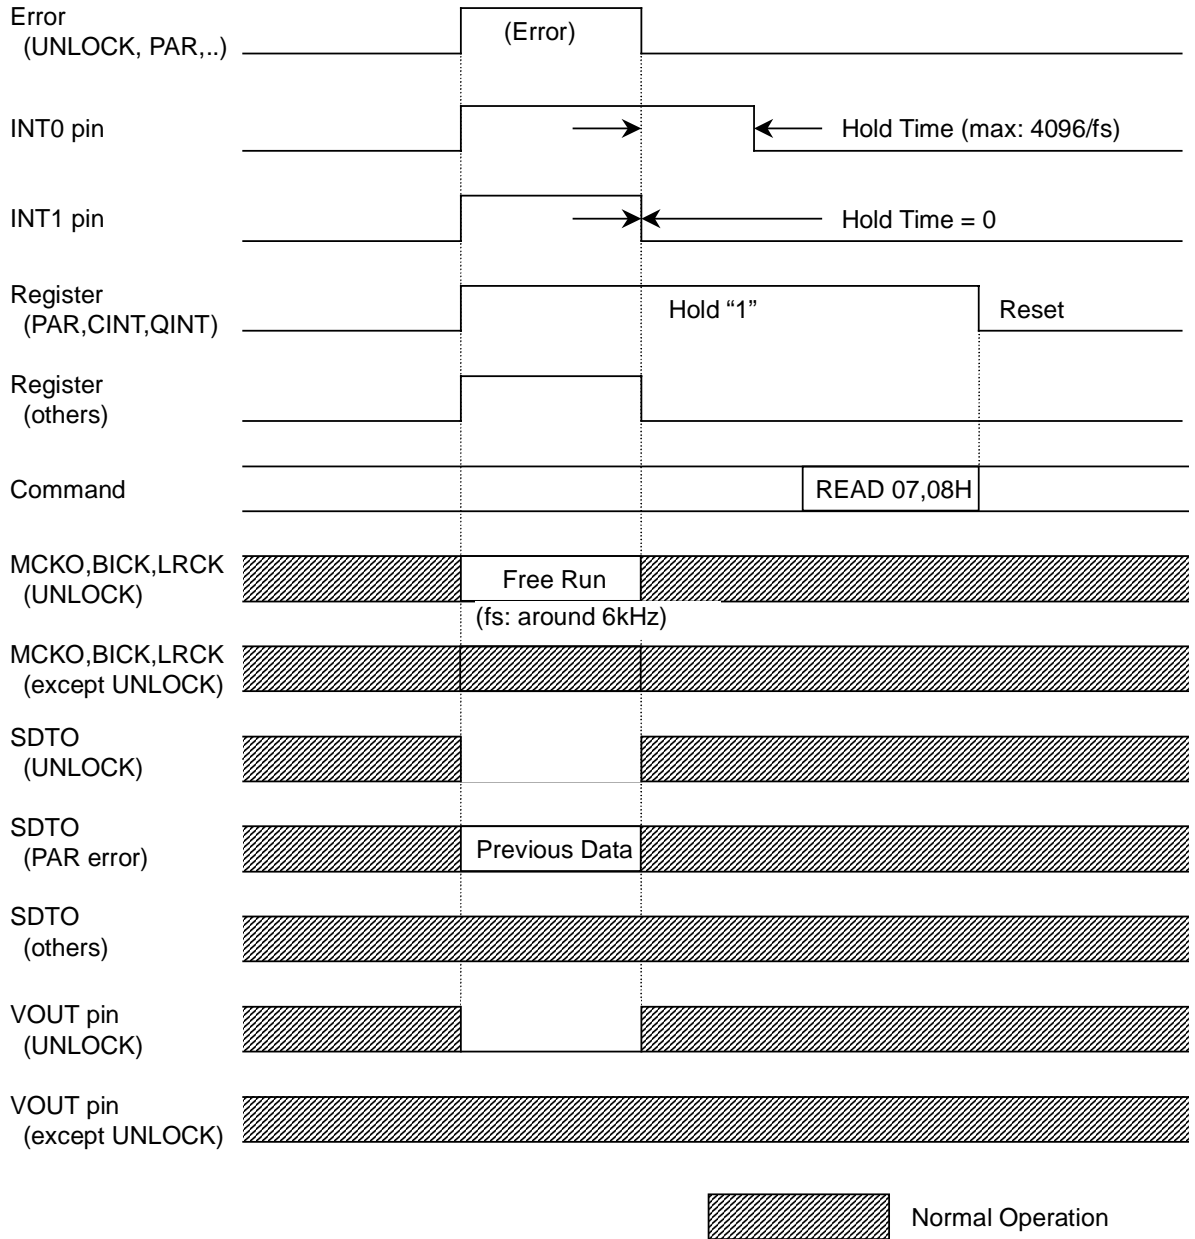 Error
(UNLOCK, PAR,..)
(Error)
INT0 pin
Hold Time (max: 4096/fs)
INT1 pin
Hold Time = 0
Register
(PAR,CINT,QINT)
Hold “1”
Reset
Register
(others)
Command
READ 07,08H
MCKO,BICK,LRCK
(UNLOCK)
Free Run
(fs: around 6kHz)
MCKO,BICK,LRCK
(except UNLOCK)
SDTO
(UNLOCK)
SDTO
(PAR error)
Previous Data
SDTO
(others)
VOUT pin
(UNLOCK)
VOUT pin
(except UNLOCK)
Normal Operation